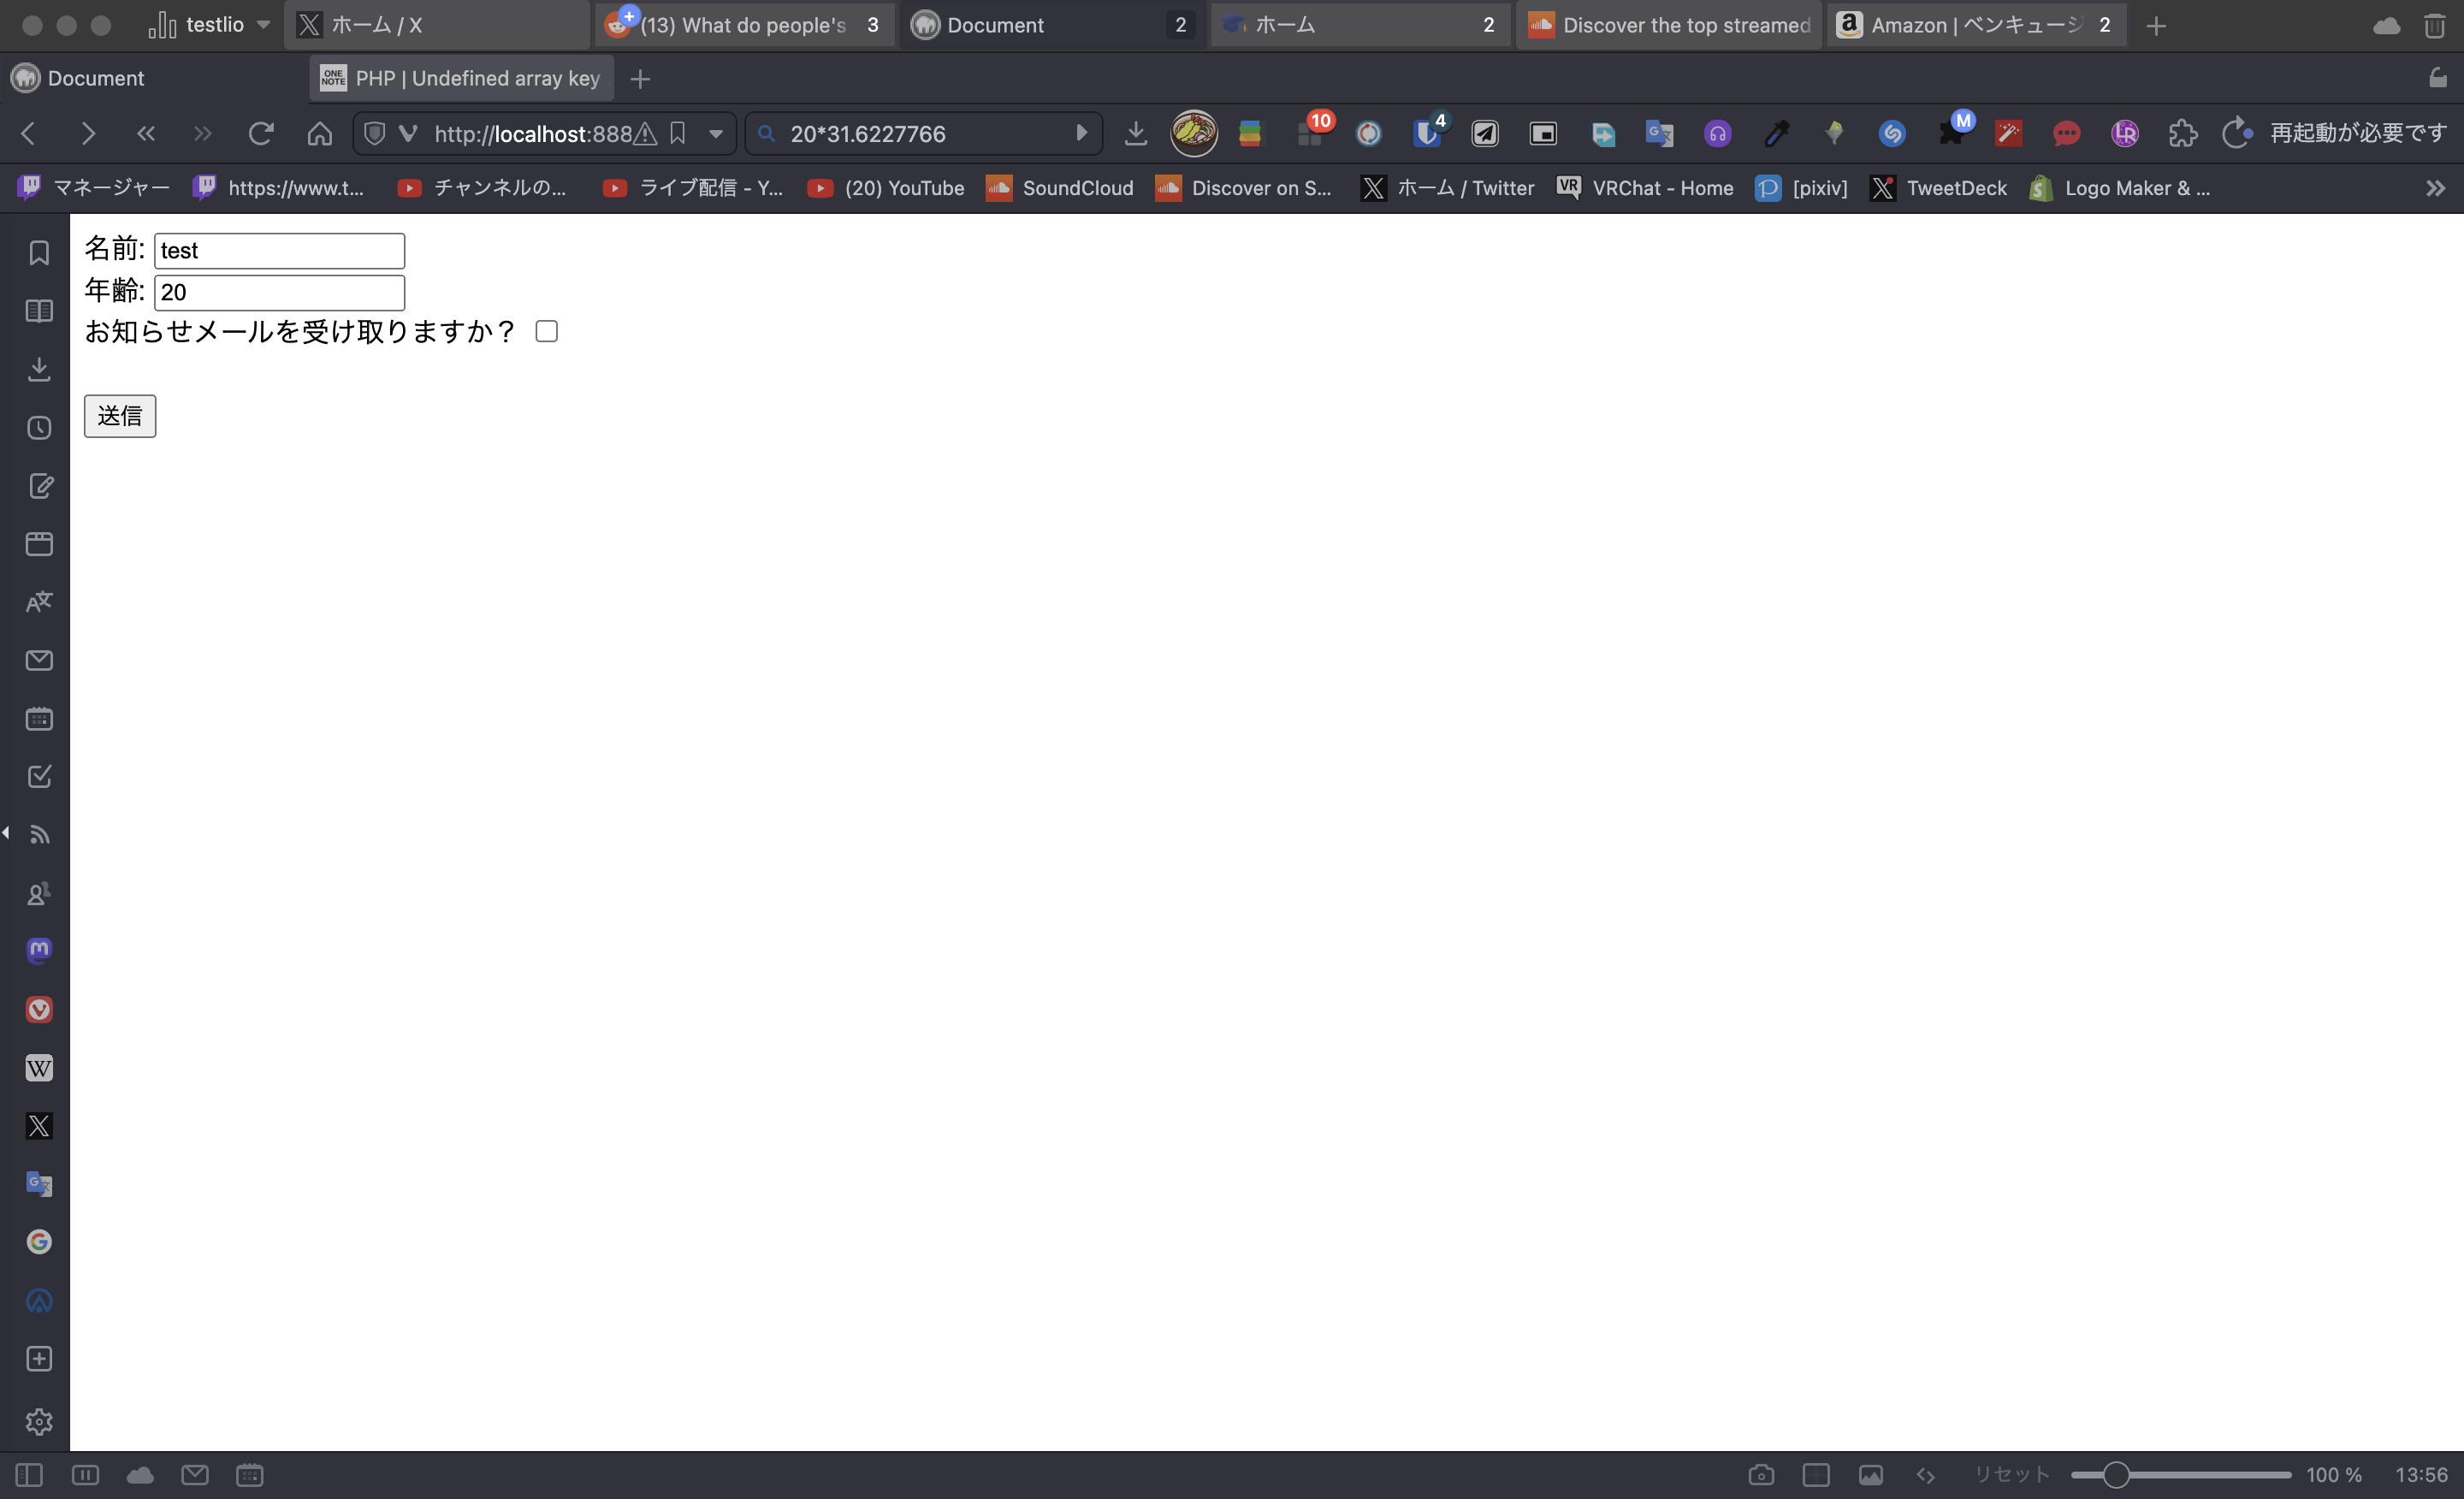 testlio ホーム / X (13) What do people's 3 Document 2 ホーム 2 Discover the top streamed Amazon | ベンキューシ 2
Document PHP | Undefined array key
http://localhost:888 20*31.6227766 10 4 M 再起動が必要です
マネージャー https://www.t... チャンネルの... ライブ配信 - Y... (20) YouTube SoundCloud Discover on S... ホーム / Twitter VRChat - Home [pixiv] TweetDeck Logo Maker & ...
名前: test
年齢: 20
お知らせメールを受け取りますか？
送信
リセット 100 % 13:56